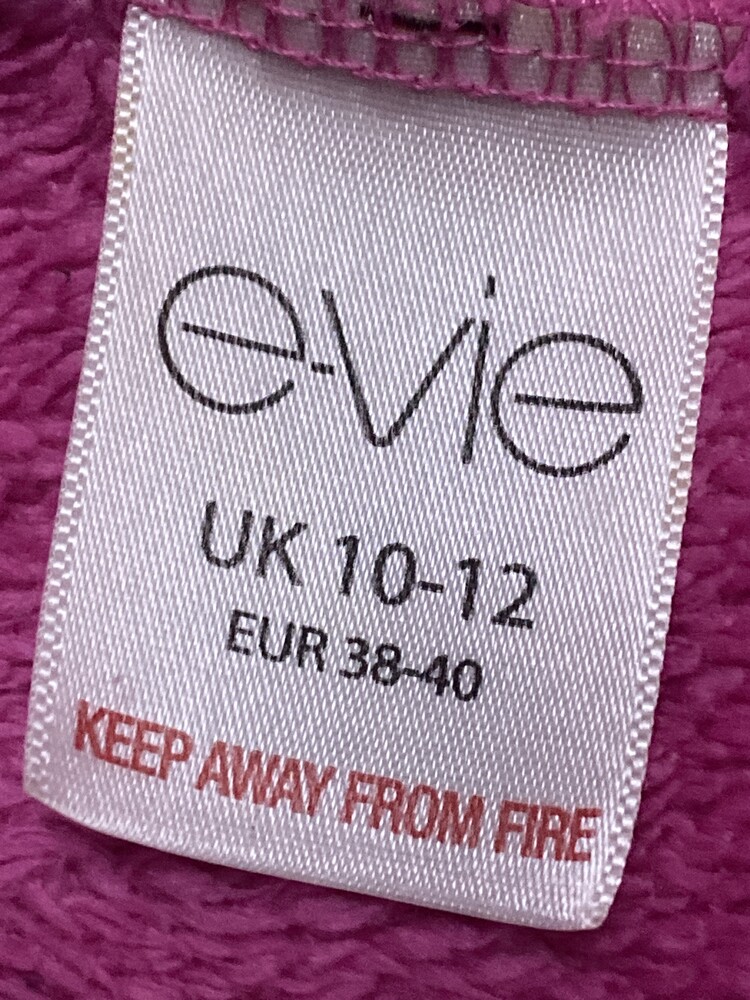 e-vie
UK 10-12
EUR 38-40
KEEP AWAY FROM FIRE